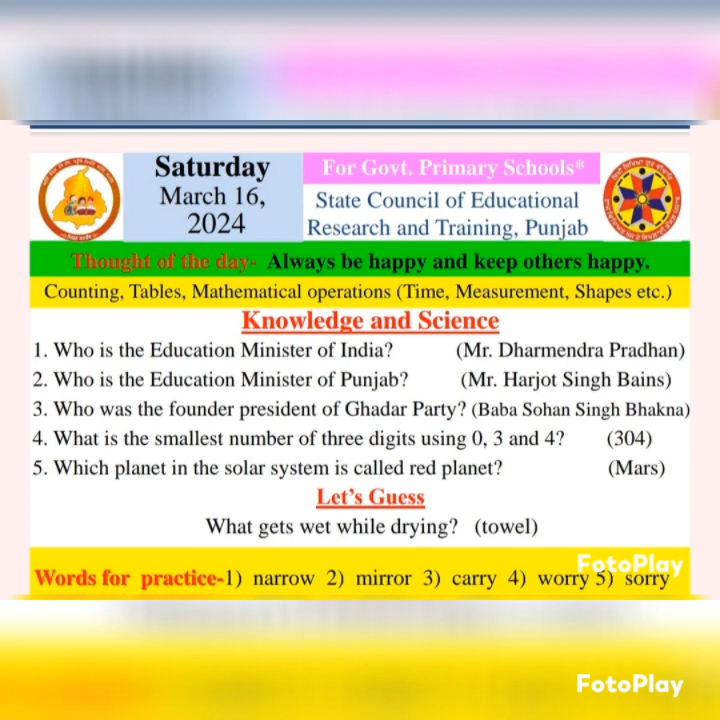 Saturday
March 16,
2024
For Govt. Primary Schools*
State Council of Educational
Research and Training, Punjab
Thought of the day- Always be happy and keep others happy.
Counting, Tables, Mathematical operations (Time, Measurement, Shapes etc.)
Knowledge and Science
1. Who is the Education Minister of India? (Mr. Dharmendra Pradhan)
2. Who is the Education Minister of Punjab? (Mr. Harjot Singh Bains)
3. Who was the founder president of Ghadar Party? (Baba Sohan Singh Bhakna)
4. What is the smallest number of three digits using 0, 3 and 4? (304)
5. Which planet in the solar system is called red planet? (Mars)
Let's Guess
What gets wet while drying? (towel)
FotoPlay
Words for practice-1) narrow 2) mirror 3) carry 4) worry 5) sorry
FotoPlay